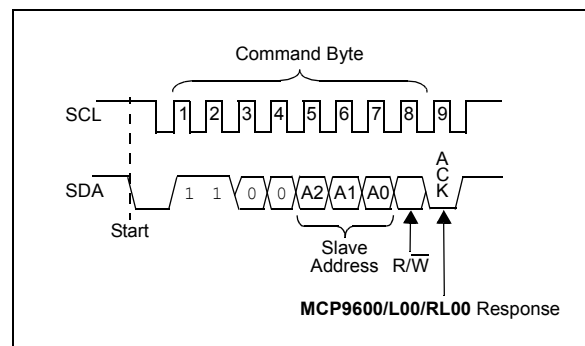 Command Byte
SCL 1 2 3 4 5 6 7 8 9
SDA 1 1 0 0 A2 A1 A0 ACK
Start
Slave
Address
R/W̅
MCP9600/L00/RL00 Response